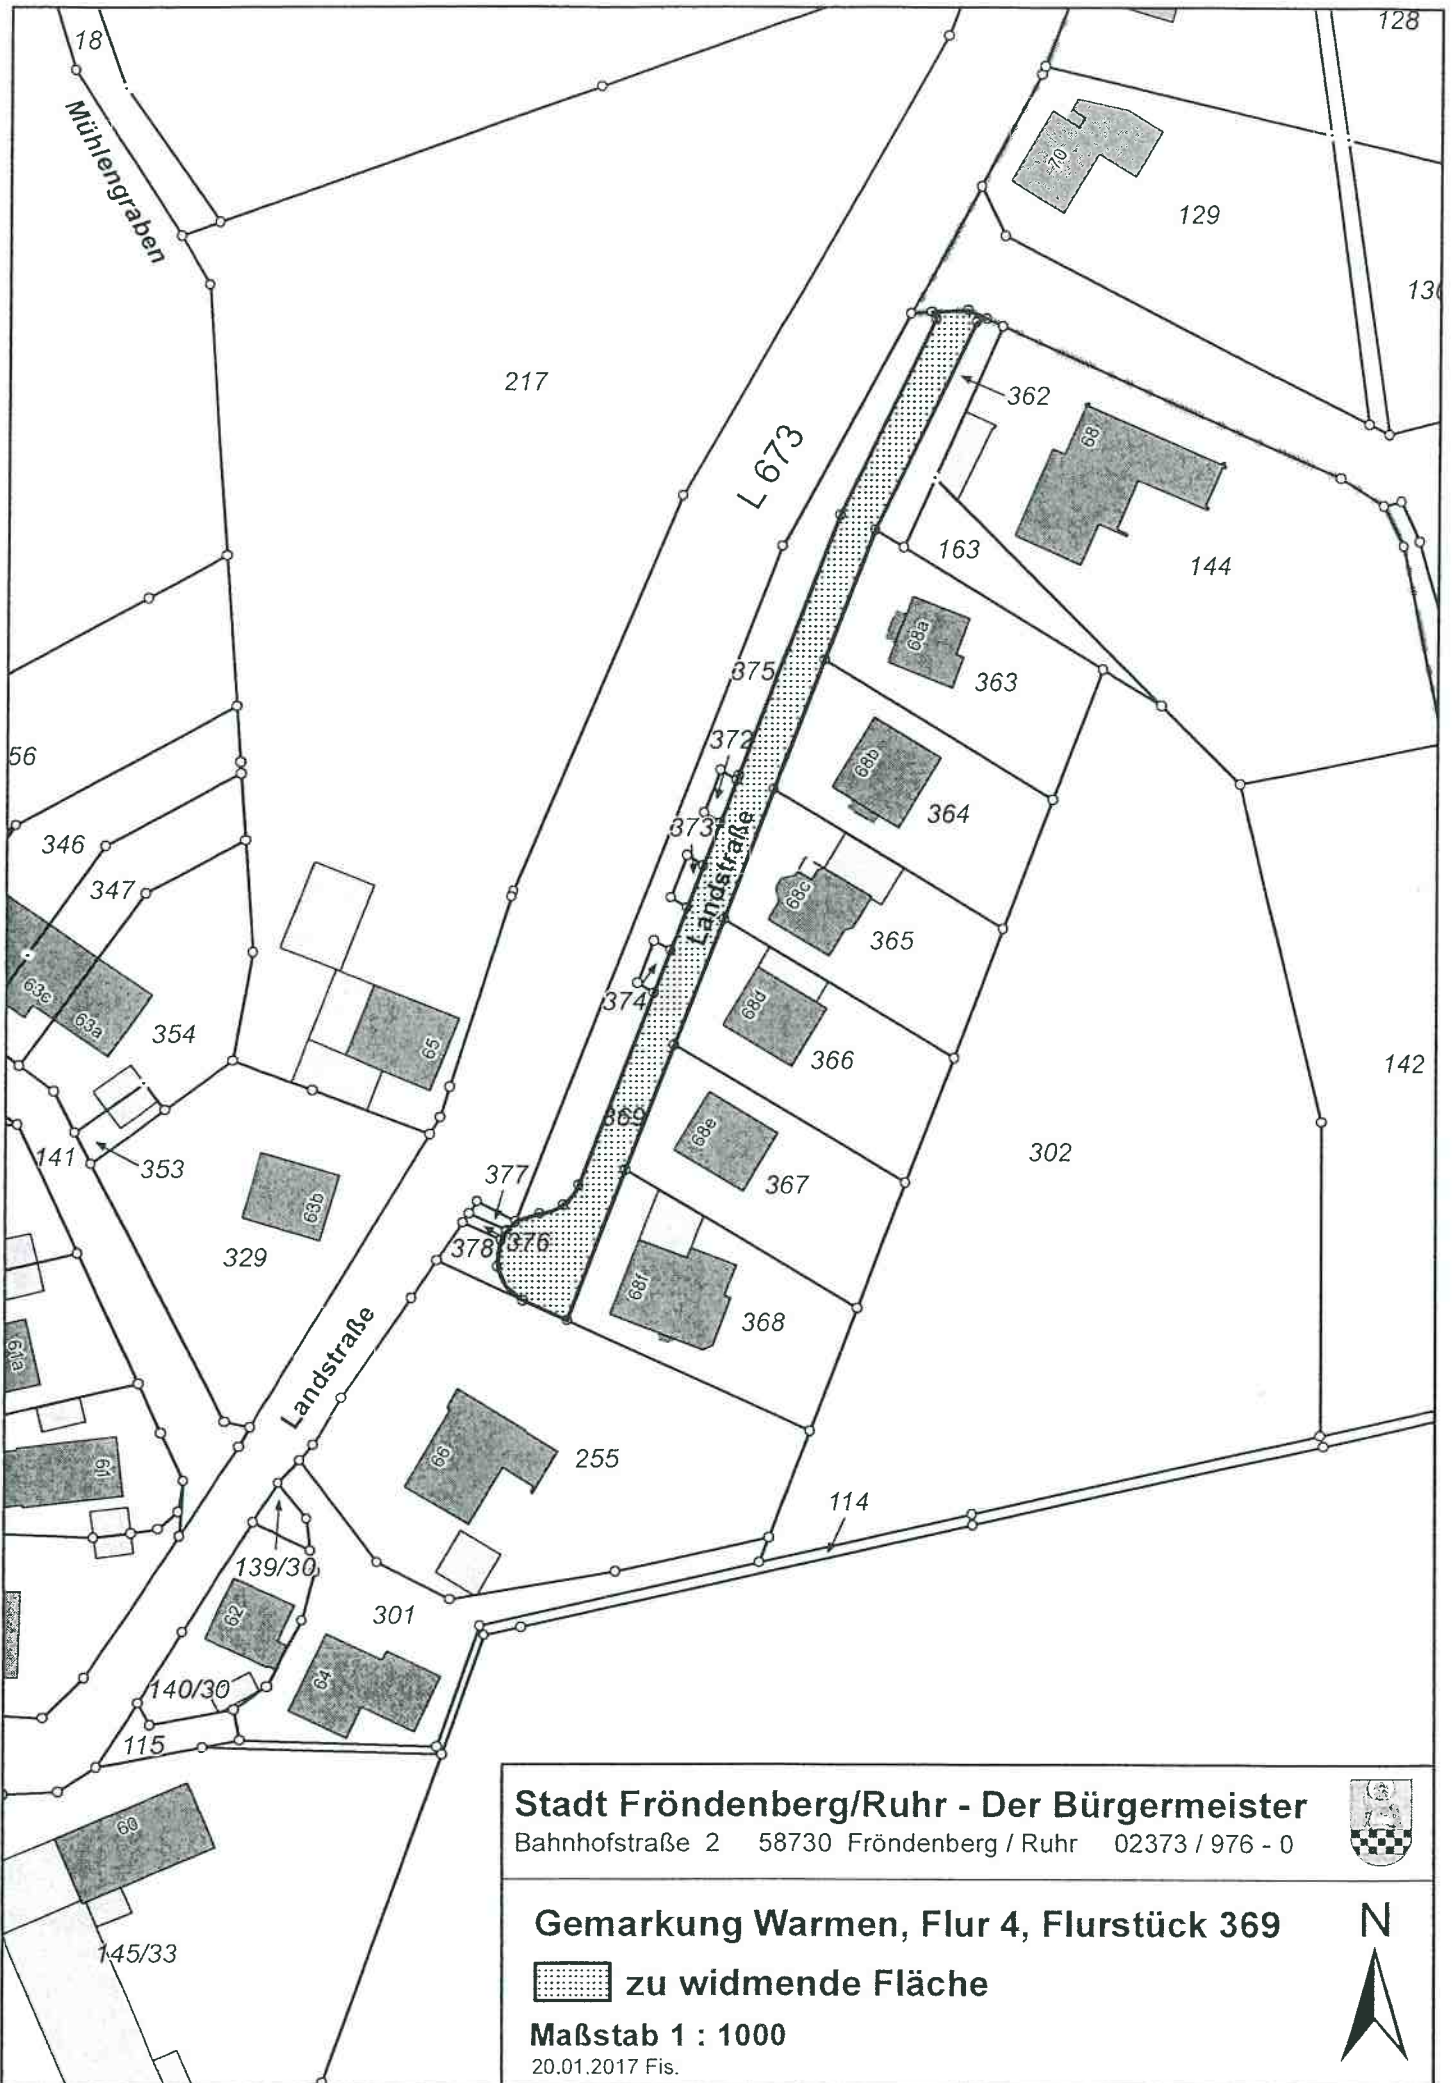 18
128
Mühlengraben
70
129
130
217
362
L 673
68
163
144
68a
375
363
372
56
68b
364
346
373
Landstraße
347
68c
365
63c
63a
374
68d
354
65
366
142
369
68e
141
353
302
377
367
63b
378
376
329
68f
368
61a
Landstraße
66
255
61
114
139/30
62
301
64
140/30
115
60
145/33
Stadt Fröndenberg/Ruhr - Der Bürgermeister
Bahnhofstraße 2 58730 Fröndenberg / Ruhr 02373 / 976 - 0
Gemarkung Warmen, Flur 4, Flurstück 369
N
zu widmende Fläche
Maßstab 1 : 1000
20.01.2017 Fis.